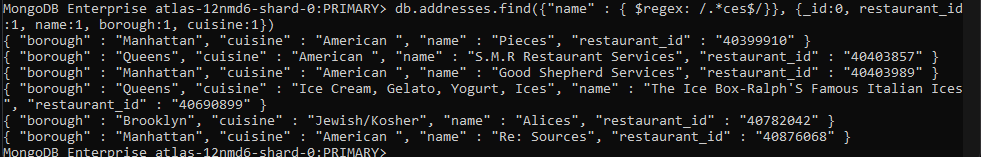 MongoDB Enterprise atlas-12nmd6-shard-0:PRIMARY> db.addresses.find({"name" : { $regex: /.*ces$/}}, {_id:0, restaurant_id
:1, name:1, borough:1, cuisine:1})
{ "borough" : "Manhattan", "cuisine" : "American ", "name" : "Pieces", "restaurant_id" : "40399910" }
{ "borough" : "Queens", "cuisine" : "American ", "name" : "S.M.R Restaurant Services", "restaurant_id" : "40403857" }
{ "borough" : "Manhattan", "cuisine" : "American ", "name" : "Good Shepherd Services", "restaurant_id" : "40403989" }
{ "borough" : "Queens", "cuisine" : "Ice Cream, Gelato, Yogurt, Ices", "name" : "The Ice Box-Ralph'S Famous Italian Ices
", "restaurant_id" : "40690899" }
{ "borough" : "Brooklyn", "cuisine" : "Jewish/Kosher", "name" : "Alices", "restaurant_id" : "40782042" }
{ "borough" : "Manhattan", "cuisine" : "American ", "name" : "Re: Sources", "restaurant_id" : "40876068" }
MongoDB Enterprise atlas-12nmd6-shard-0:PRIMARY>